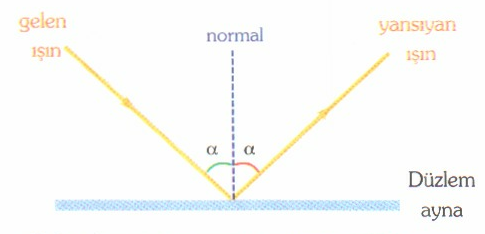 gelen
ışın
normal
yansıyan
ışın
α
α
Düzlem
ayna